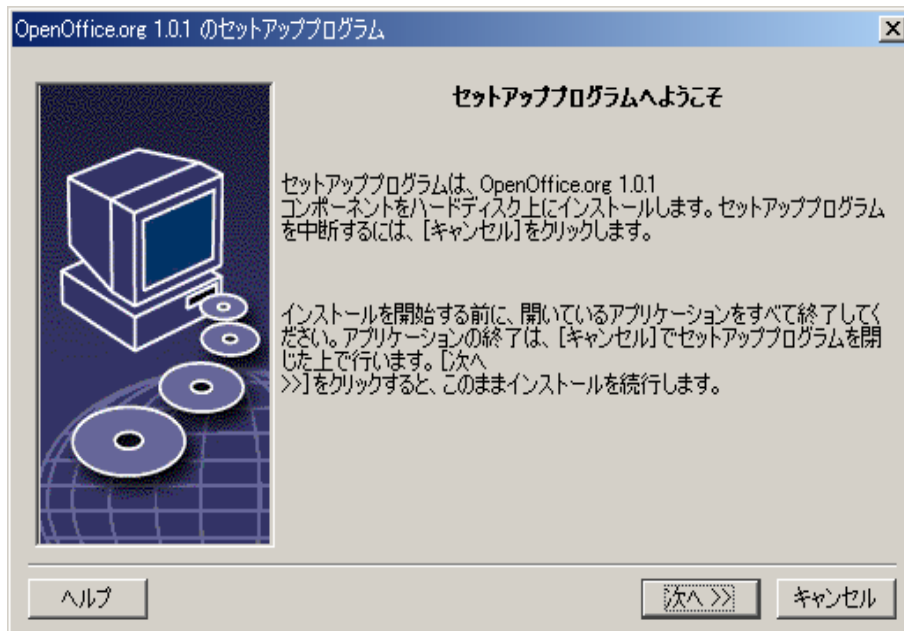 OpenOffice.org 1.0.1 のセットアッププログラム
セットアッププログラムへようこそ
セットアッププログラムは、OpenOffice.org 1.0.1
コンポーネントをハードディスク上にインストールします。セットアッププログラム
を中断するには、[キャンセル]をクリックします。
インストールを開始する前に、開いているアプリケーションをすべて終了してく
ださい。アプリケーションの終了は、[キャンセル]でセットアッププログラムを閉
じた上で行います。[次へ
>>]をクリックすると、このままインストールを続行します。
ヘルプ
次へ >>
キャンセル